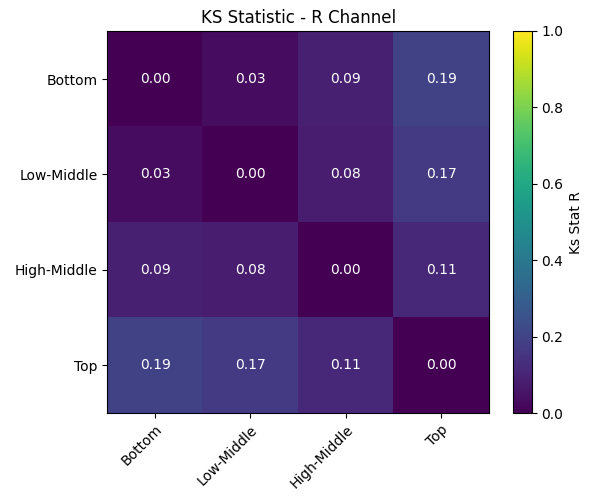 KS Statistic - R Channel
Bottom 0.00 0.03 0.09 0.19
Low-Middle 0.03 0.00 0.08 0.17
High-Middle 0.09 0.08 0.00 0.11
Top 0.19 0.17 0.11 0.00
Bottom Low-Middle High-Middle Top
1.0
0.8
0.6
0.4
0.2
0.0
Ks Stat R